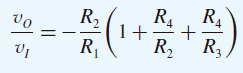 v_O / v_I = − R_2 / R_1 ( 1 + R_4 / R_2 + R_4 / R_3 )